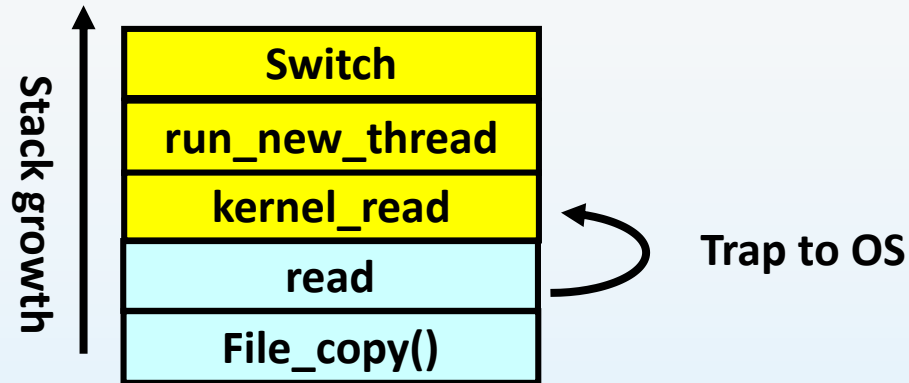 Stack growth
Switch
run_new_thread
kernel_read
read
Trap to OS
File_copy()